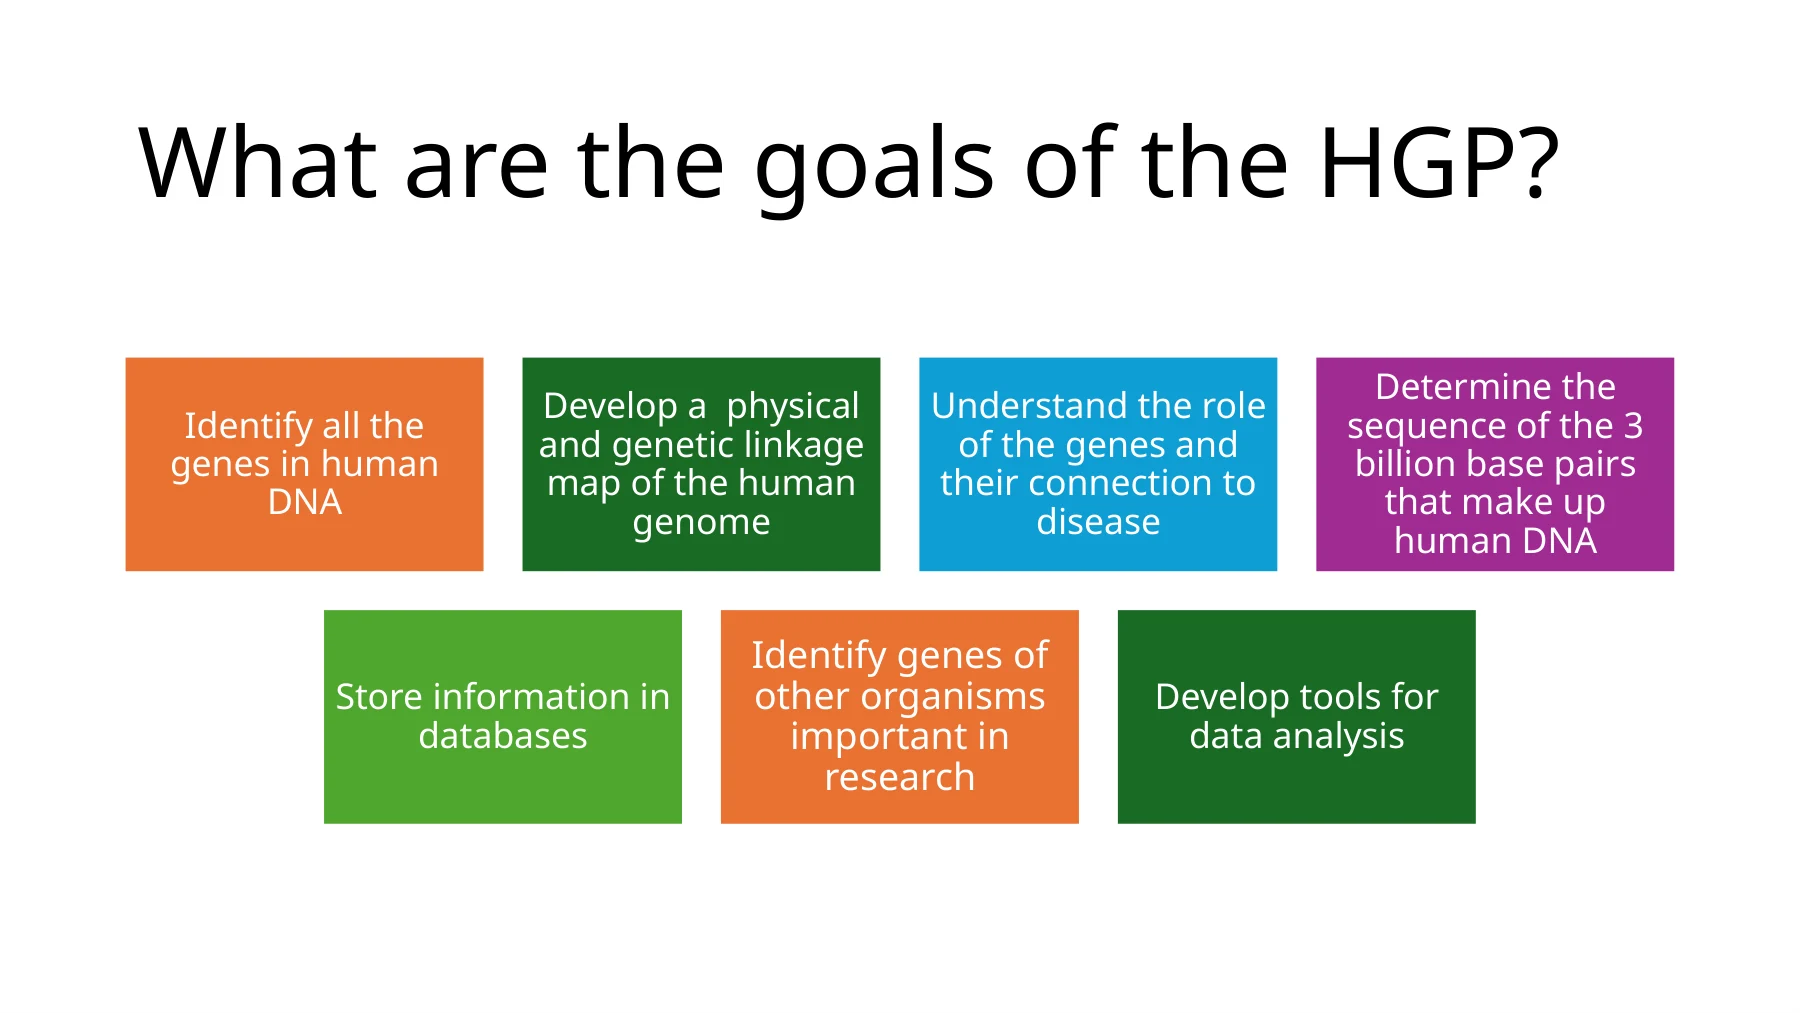 What are the goals of the HGP?
Identify all the
genes in human
DNA
Develop a  physical
and genetic linkage
map of the human
genome
Understand the role
of the genes and
their connection to
disease
Determine the
sequence of the 3
billion base pairs
that make up
human DNA
Store information in
databases
Identify genes of
other organisms
important in
research
Develop tools for
data analysis